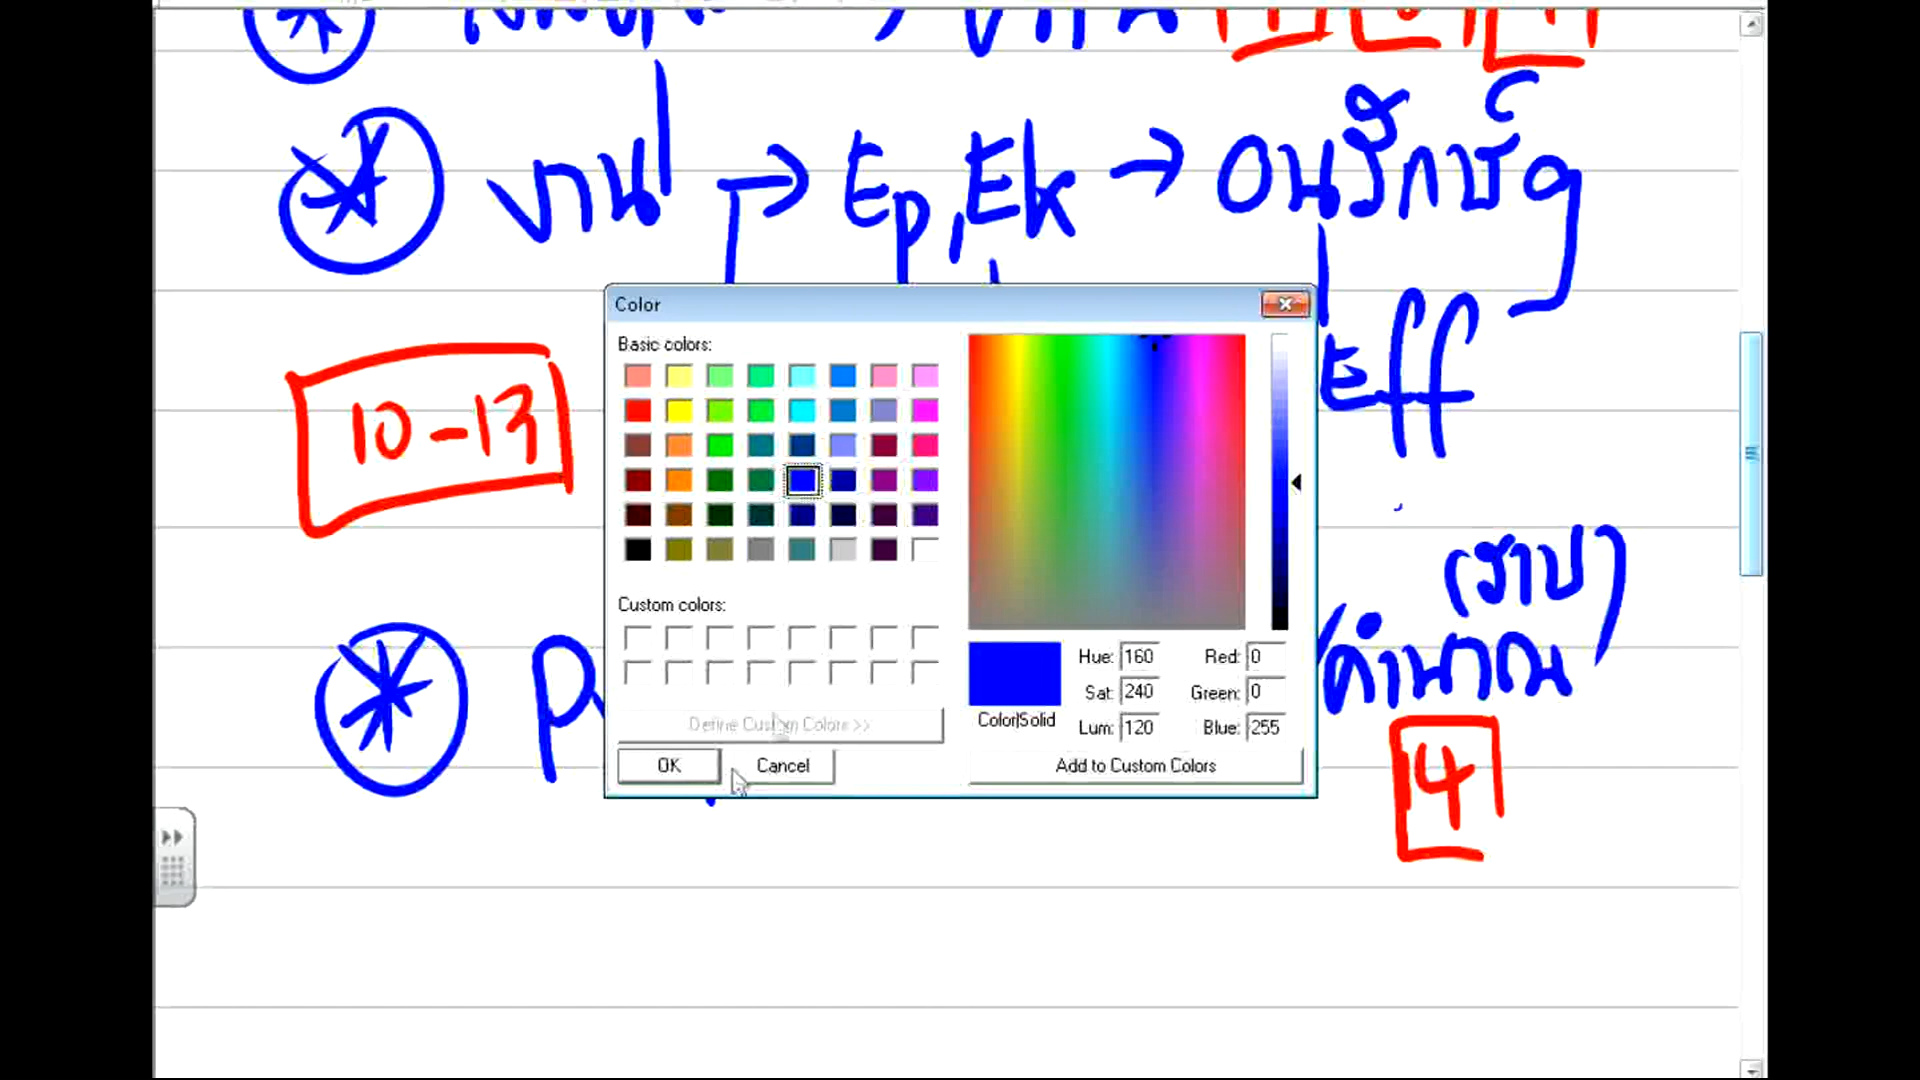 งาน → Ep, Ek → อนุรักษ์
Eff
10-13
Color
Basic colors:
Custom colors:
Define Custom Colors >>
OK
Cancel
Hue: 160
Red: 0
Sat: 240
Green: 0
Color|Solid
Lum: 120
Blue: 255
Add to Custom Colors
(ราบ)
คำนวณ
4